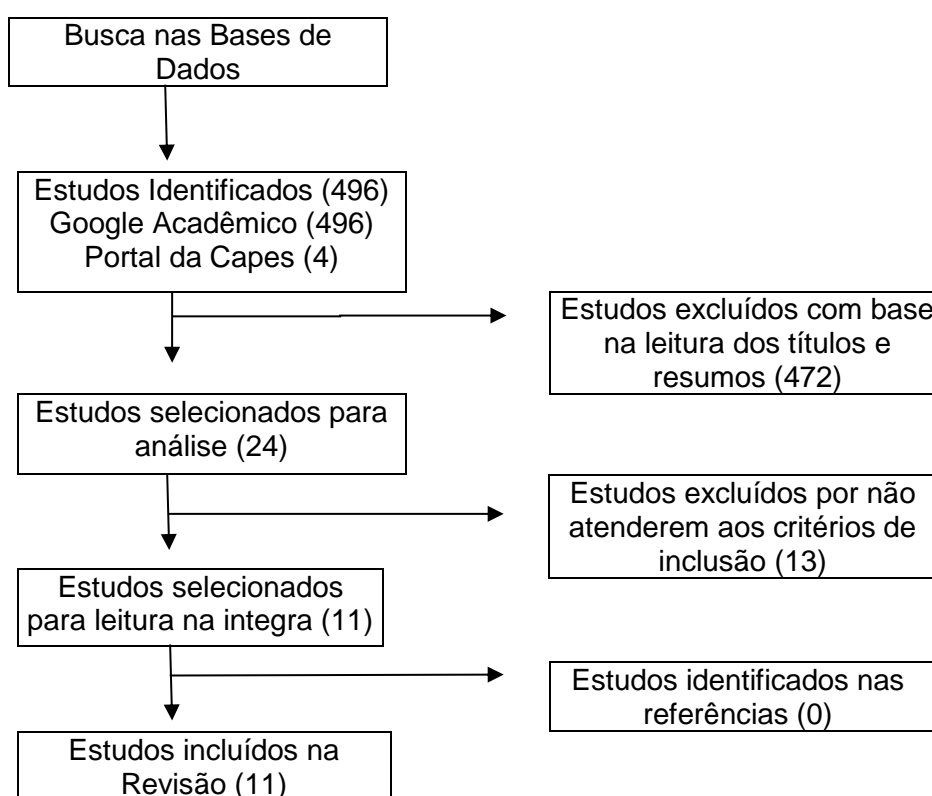 Busca nas Bases de
Dados
Estudos Identificados (496)
Google Acadêmico (496)
Portal da Capes (4)
Estudos excluídos com base
na leitura dos títulos e
resumos (472)
Estudos selecionados para
análise (24)
Estudos excluídos por não
atenderem aos critérios de
inclusão (13)
Estudos selecionados
para leitura na integra (11)
Estudos identificados nas
referências (0)
Estudos incluídos na
Revisão (11)